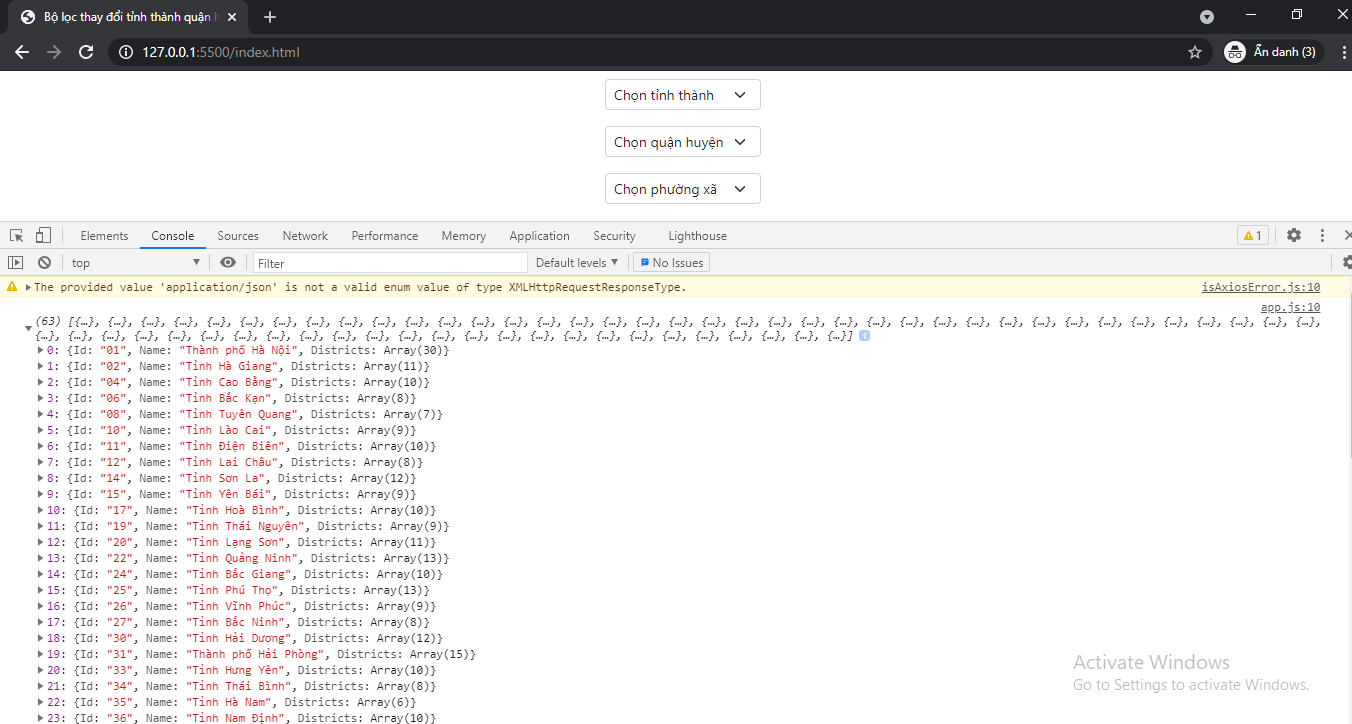 Bộ lọc thay đổi tỉnh thành quận h
127.0.0.1:5500/index.html
Ẩn danh (3)
Chọn tỉnh thành
Chọn quận huyện
Chọn phường xã
Elements Console Sources Network Performance Memory Application Security Lighthouse 1
top Filter Default levels No Issues
The provided value 'application/json' is not a valid enum value of type XMLHttpRequestResponseType. isAxiosError.js:10
app.js:10
(63) [{…}, {…}, {…}, {…}, {…}, {…}, {…}, {…}, {…}, {…}, {…}, {…}, {…}, {…}, {…}, {…}, {…}, {…}, {…}, {…}, {…}, {…}, {…}, {…}, {…}, {…}, {…}, {…}, {…}, {…}, {…}, {…}, {…}, {…}, {…}, {…}, {…}, {…},
{…}, {…}, {…}, {…}, {…}, {…}, {…}, {…}, {…}, {…}, {…}, {…}, {…}, {…}, {…}, {…}, {…}, {…}, {…}, {…}, {…}, {…}, {…}, {…}, {…}]
0: {Id: "01", Name: "Thành phố Hà Nội", Districts: Array(30)}
1: {Id: "02", Name: "Tỉnh Hà Giang", Districts: Array(11)}
2: {Id: "04", Name: "Tỉnh Cao Bằng", Districts: Array(10)}
3: {Id: "06", Name: "Tỉnh Bắc Kạn", Districts: Array(8)}
4: {Id: "08", Name: "Tỉnh Tuyên Quang", Districts: Array(7)}
5: {Id: "10", Name: "Tỉnh Lào Cai", Districts: Array(9)}
6: {Id: "11", Name: "Tỉnh Điện Biên", Districts: Array(10)}
7: {Id: "12", Name: "Tỉnh Lai Châu", Districts: Array(8)}
8: {Id: "14", Name: "Tỉnh Sơn La", Districts: Array(12)}
9: {Id: "15", Name: "Tỉnh Yên Bái", Districts: Array(9)}
10: {Id: "17", Name: "Tỉnh Hoà Bình", Districts: Array(10)}
11: {Id: "19", Name: "Tỉnh Thái Nguyên", Districts: Array(9)}
12: {Id: "20", Name: "Tỉnh Lạng Sơn", Districts: Array(11)}
13: {Id: "22", Name: "Tỉnh Quảng Ninh", Districts: Array(13)}
14: {Id: "24", Name: "Tỉnh Bắc Giang", Districts: Array(10)}
15: {Id: "25", Name: "Tỉnh Phú Thọ", Districts: Array(13)}
16: {Id: "26", Name: "Tỉnh Vĩnh Phúc", Districts: Array(9)}
17: {Id: "27", Name: "Tỉnh Bắc Ninh", Districts: Array(8)}
18: {Id: "30", Name: "Tỉnh Hải Dương", Districts: Array(12)}
19: {Id: "31", Name: "Thành phố Hải Phòng", Districts: Array(15)}
20: {Id: "33", Name: "Tỉnh Hưng Yên", Districts: Array(10)}
21: {Id: "34", Name: "Tỉnh Thái Bình", Districts: Array(8)}
22: {Id: "35", Name: "Tỉnh Hà Nam", Districts: Array(6)}
23: {Id: "36", Name: "Tỉnh Nam Định", Districts: Array(10)}
Activate Windows
Go to Settings to activate Windows.